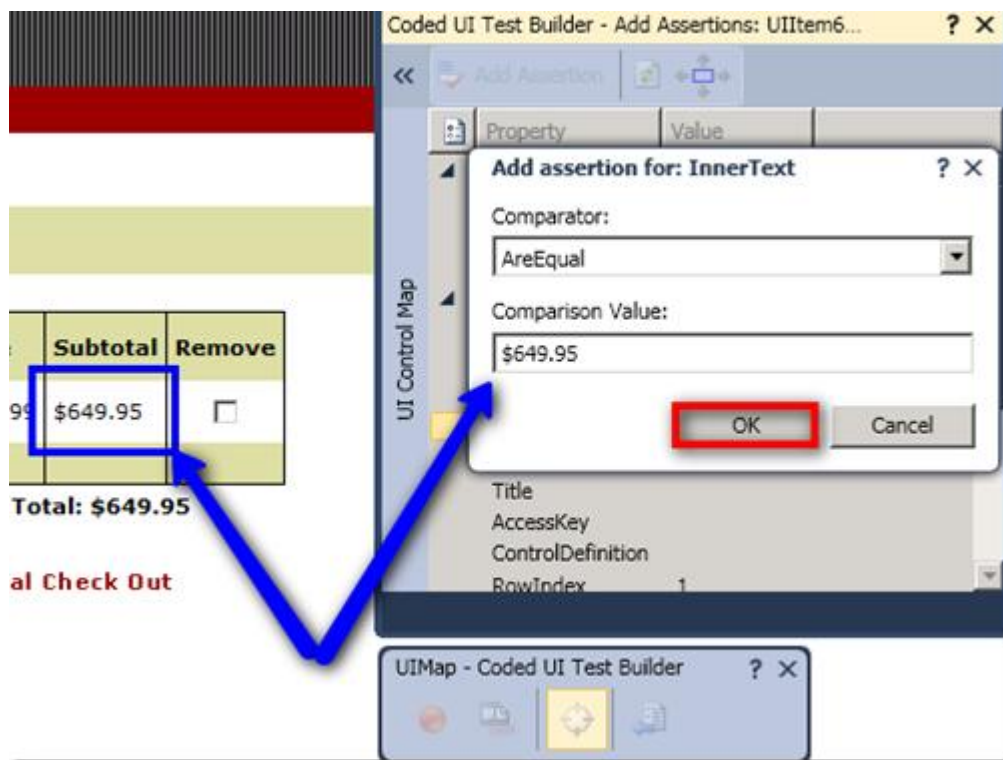 Coded UI Test Builder - Add Assertions: UIItem6... ? ×
« Add Assertion
Property Value
UI Control Map
Add assertion for: InnerText ? ×
Comparator:
AreEqual
Comparison Value:
$649.95
OK Cancel
Title
AccessKey
ControlDefinition
RowIndex 1
Subtotal Remove
99 $649.95
Total: $649.95
al Check Out
UIMap - Coded UI Test Builder ? ×